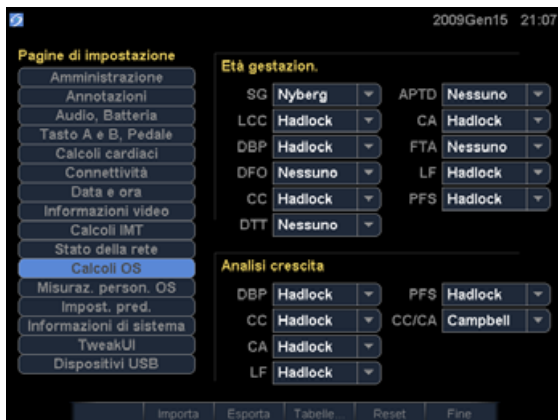 2009Gen15 21:07
Pagine di impostazione
Amministrazione
Annotazioni
Audio, Batteria
Tasto A e B, Pedale
Calcoli cardiaci
Connettività
Data e ora
Informazioni video
Calcoli IMT
Stato della rete
Calcoli OS
Misuraz. person. OS
Impost. pred.
Informazioni di sistema
TweakUI
Dispositivi USB
Età gestazion.
SG Nyberg APTD Nessuno
LCC Hadlock CA Hadlock
DBP Hadlock FTA Nessuno
DFO Nessuno LF Hadlock
CC Hadlock PFS Hadlock
DTT Nessuno
Analisi crescita
DBP Hadlock PFS Hadlock
CC Hadlock CC/CA Campbell
CA Hadlock
LF Hadlock
Importa Esporta Tabelle... Reset Fine